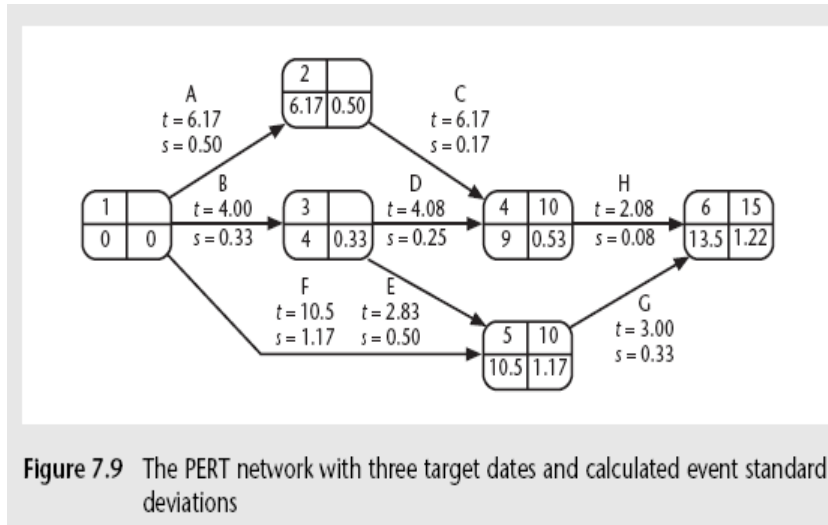 2
6.17 0.50
A
t = 6.17
s = 0.50
C
t = 6.17
s = 0.17
1
0 0
B
t = 4.00
s = 0.33
3
4 0.33
D
t = 4.08
s = 0.25
4 10
9 0.53
H
t = 2.08
s = 0.08
6 15
13.5 1.22
F
t = 10.5
s = 1.17
E
t = 2.83
s = 0.50
5 10
10.5 1.17
G
t = 3.00
s = 0.33
Figure 7.9 The PERT network with three target dates and calculated event standard
deviations